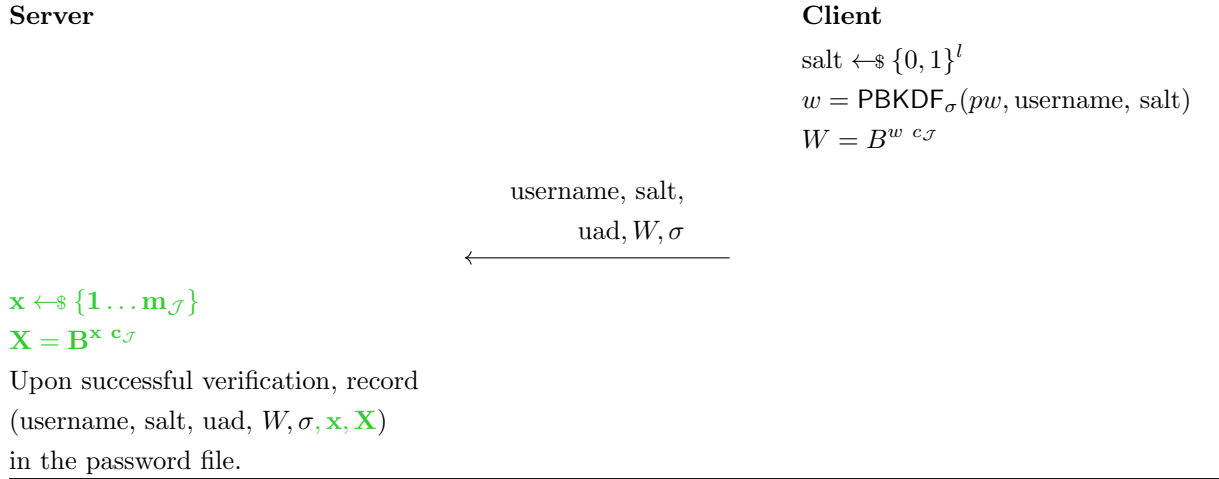 Server Client
salt ←$ {0, 1}^l
w = PBKDF_σ(pw, username, salt)
W = B^{w c_𝒥}
username, salt,
uad, W, σ
x ←$ {1 . . . m_𝒥}
X = B^{x c_𝒥}
Upon successful verification, record
(username, salt, uad, W, σ, x, X)
in the password file.